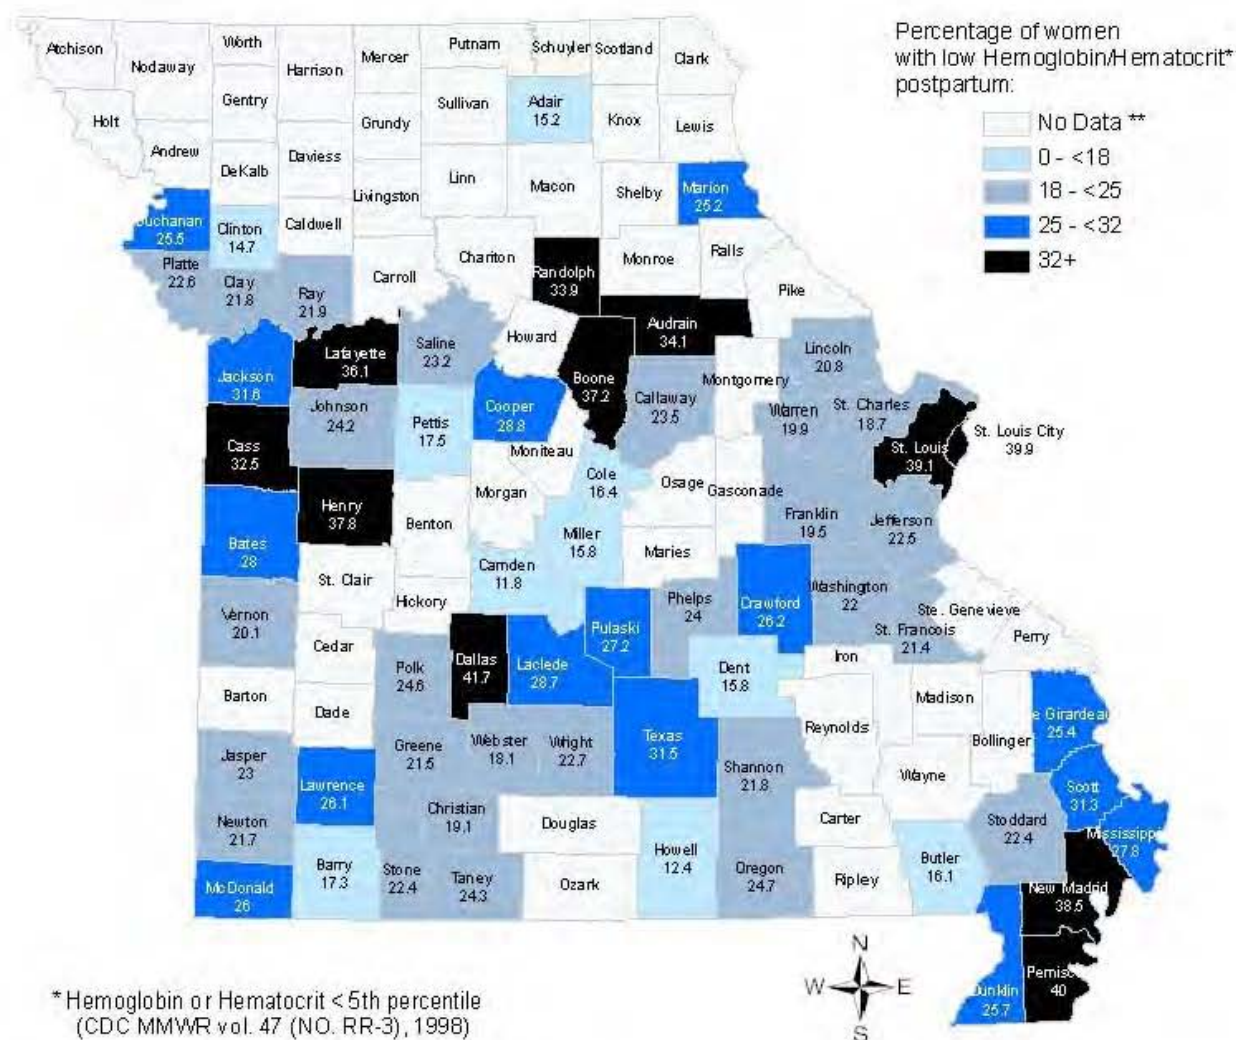 Percentage of women
with low Hemoglobin/Hematocrit*
postpartum:
No Data **
0 - <18
18 - <25
25 - <32
32+
Atchison
Nodaway
Worth
Harrison
Mercer
Putnam
Schuyler
Scotland
Clark
Holt
Gentry
Grundy
Sullivan
Adair
15.2
Knox
Lewis
Andrew
DeKalb
Daviess
Livingston
Linn
Macon
Shelby
Marion
25.2
Buchanan
25.5
Clinton
14.7
Caldwell
Platte
22.6
Clay
21.8
Ray
21.9
Carroll
Chariton
Randolph
33.9
Monroe
Ralls
Pike
Audrain
34.1
Howard
Saline
23.2
Lafayette
36.1
Jackson
31.6
Johnson
24.2
Pettis
17.5
Cooper
28.8
Boone
37.2
Callaway
23.5
Montgomery
Lincoln
20.8
Warren
19.9
St. Charles
18.7
St. Louis
39.1
St. Louis City
39.9
Cass
32.5
Moniteau
Cole
16.4
Osage
Gasconade
Franklin
19.5
Jefferson
22.5
Henry
37.8
Benton
Morgan
Miller
15.8
Maries
Bates
28
St. Clair
Hickory
Camden
11.8
Phelps
24
Crawford
26.2
Washington
22
Ste. Genevieve
St. Francois
21.4
Perry
Vernon
20.1
Cedar
Polk
24.6
Dallas
41.7
Laclede
28.7
Pulaski
27.2
Dent
15.8
Iron
Madison
Bollinger
e Girardeau
25.4
Barton
Dade
Reynolds
Wayne
Jasper
23
Greene
21.5
Webster
18.1
Wright
22.7
Texas
31.5
Shannon
21.8
Lawrence
26.1
Christian
19.1
Douglas
Carter
Stoddard
22.4
Scott
31.3
Mississippi
27.8
Newton
21.7
Barry
17.3
Stone
22.4
Taney
24.3
Ozark
Howell
12.4
Oregon
24.7
Ripley
Butler
16.1
New Madrid
38.5
McDonald
26
Dunklin
25.7
Pemisc
40
N
W
E
S
* Hemoglobin or Hematocrit < 5th percentile
(CDC MMWR vol. 47 (NO. RR-3), 1998)